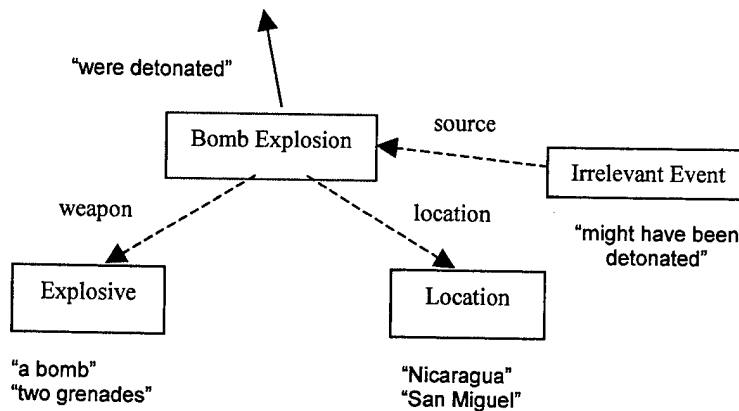 “were detonated”
Bomb Explosion
source
Irrelevant Event
“might have been
detonated”
weapon
location
Explosive
Location
“a bomb”
“two grenades”
“Nicaragua”
“San Miguel”